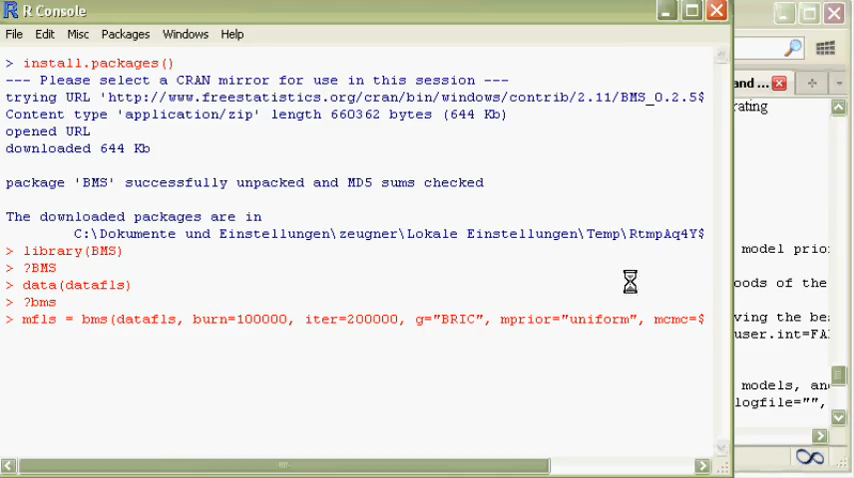 R Console
File Edit Misc Packages Windows Help
> install.packages()
--- Please select a CRAN mirror for use in this session ---
trying URL 'http://www.freestatistics.org/cran/bin/windows/contrib/2.11/BMS_0.2.5$
Content type 'application/zip' length 660362 bytes (644 Kb)
opened URL
downloaded 644 Kb
package 'BMS' successfully unpacked and MD5 sums checked
The downloaded packages are in
C:\Dokumente und Einstellungen\zeugner\Lokale Einstellungen\Temp\RtmpAq4Y$
> library(BMS)
> ?BMS
> data(datafls)
> ?bms
> mfls = bms(datafls, burn=100000, iter=200000, g="BRIC", mprior="uniform", mcmc=$
and ...
rating
model prio
oods of the
ving the be
user.int=FA
models, an
logfile="",